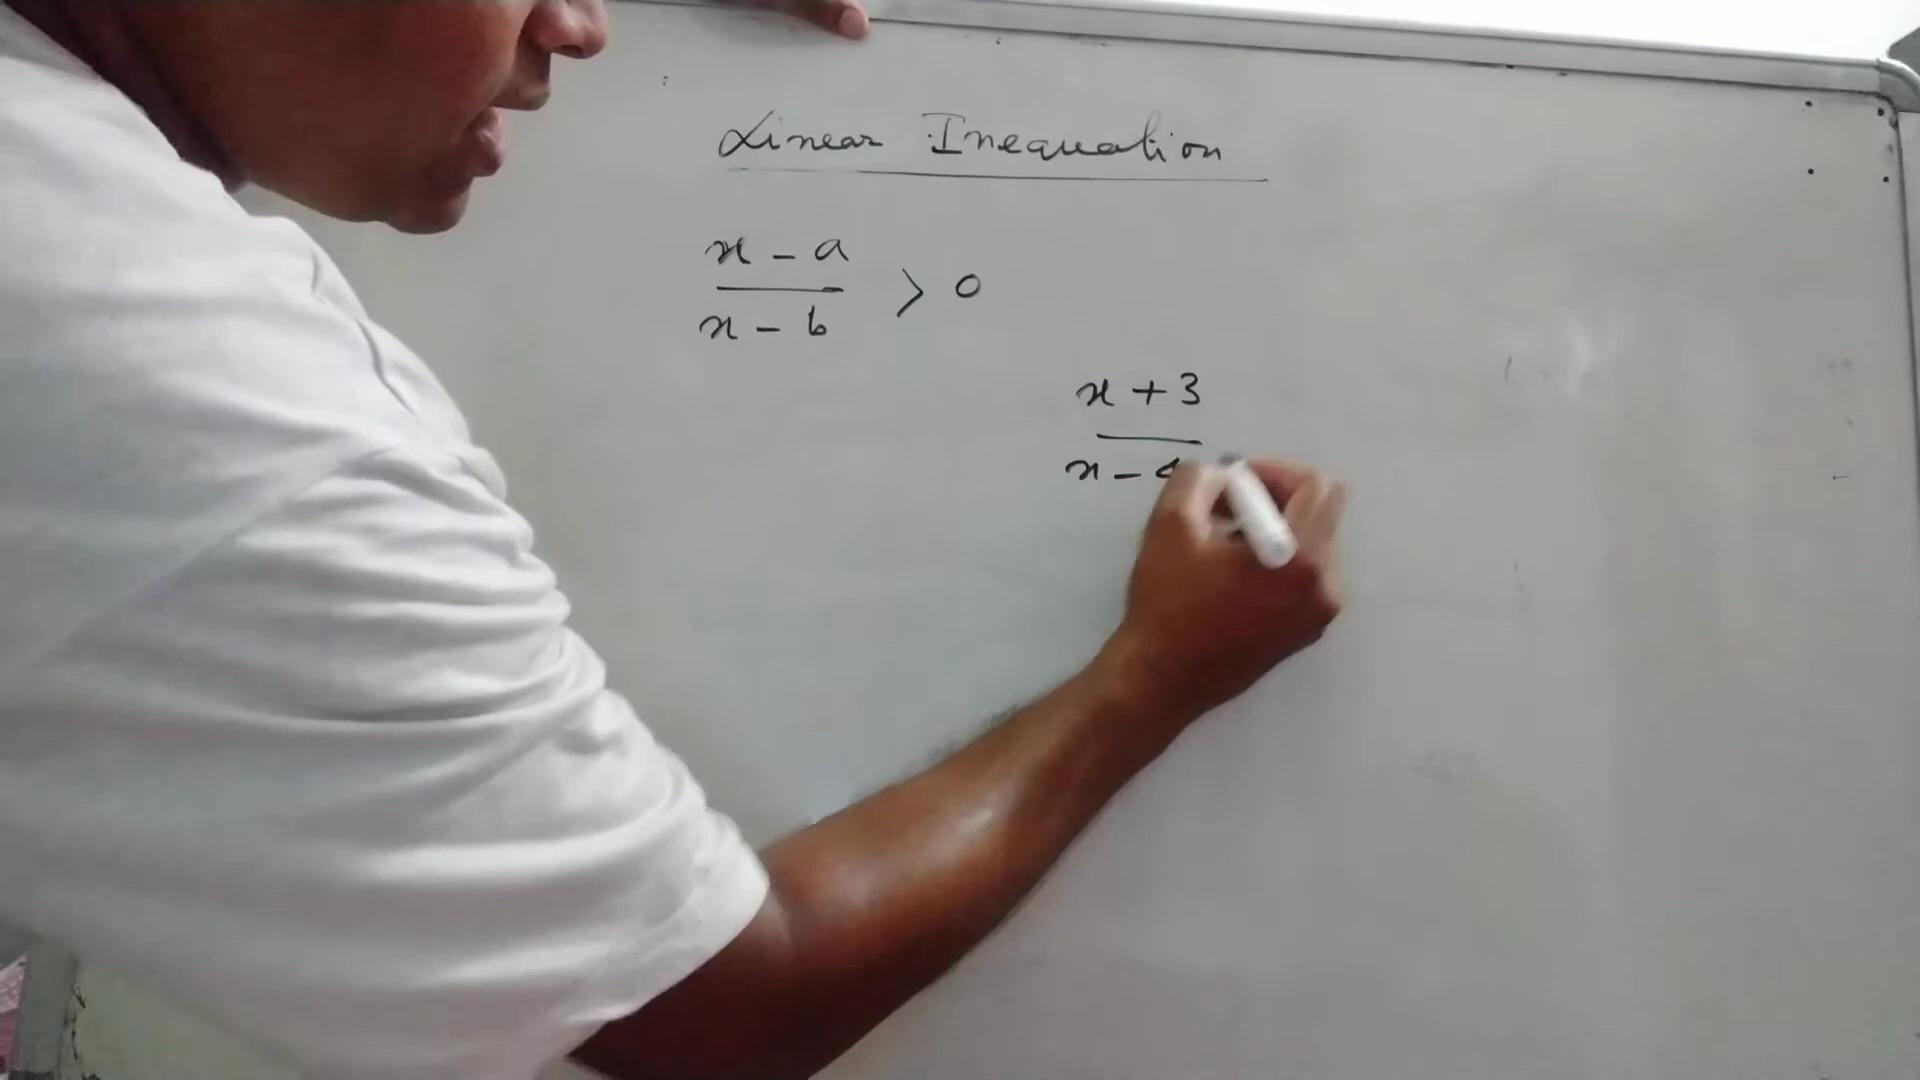 Linear Inequation
x - a
x - b
> 0
x + 3
x -